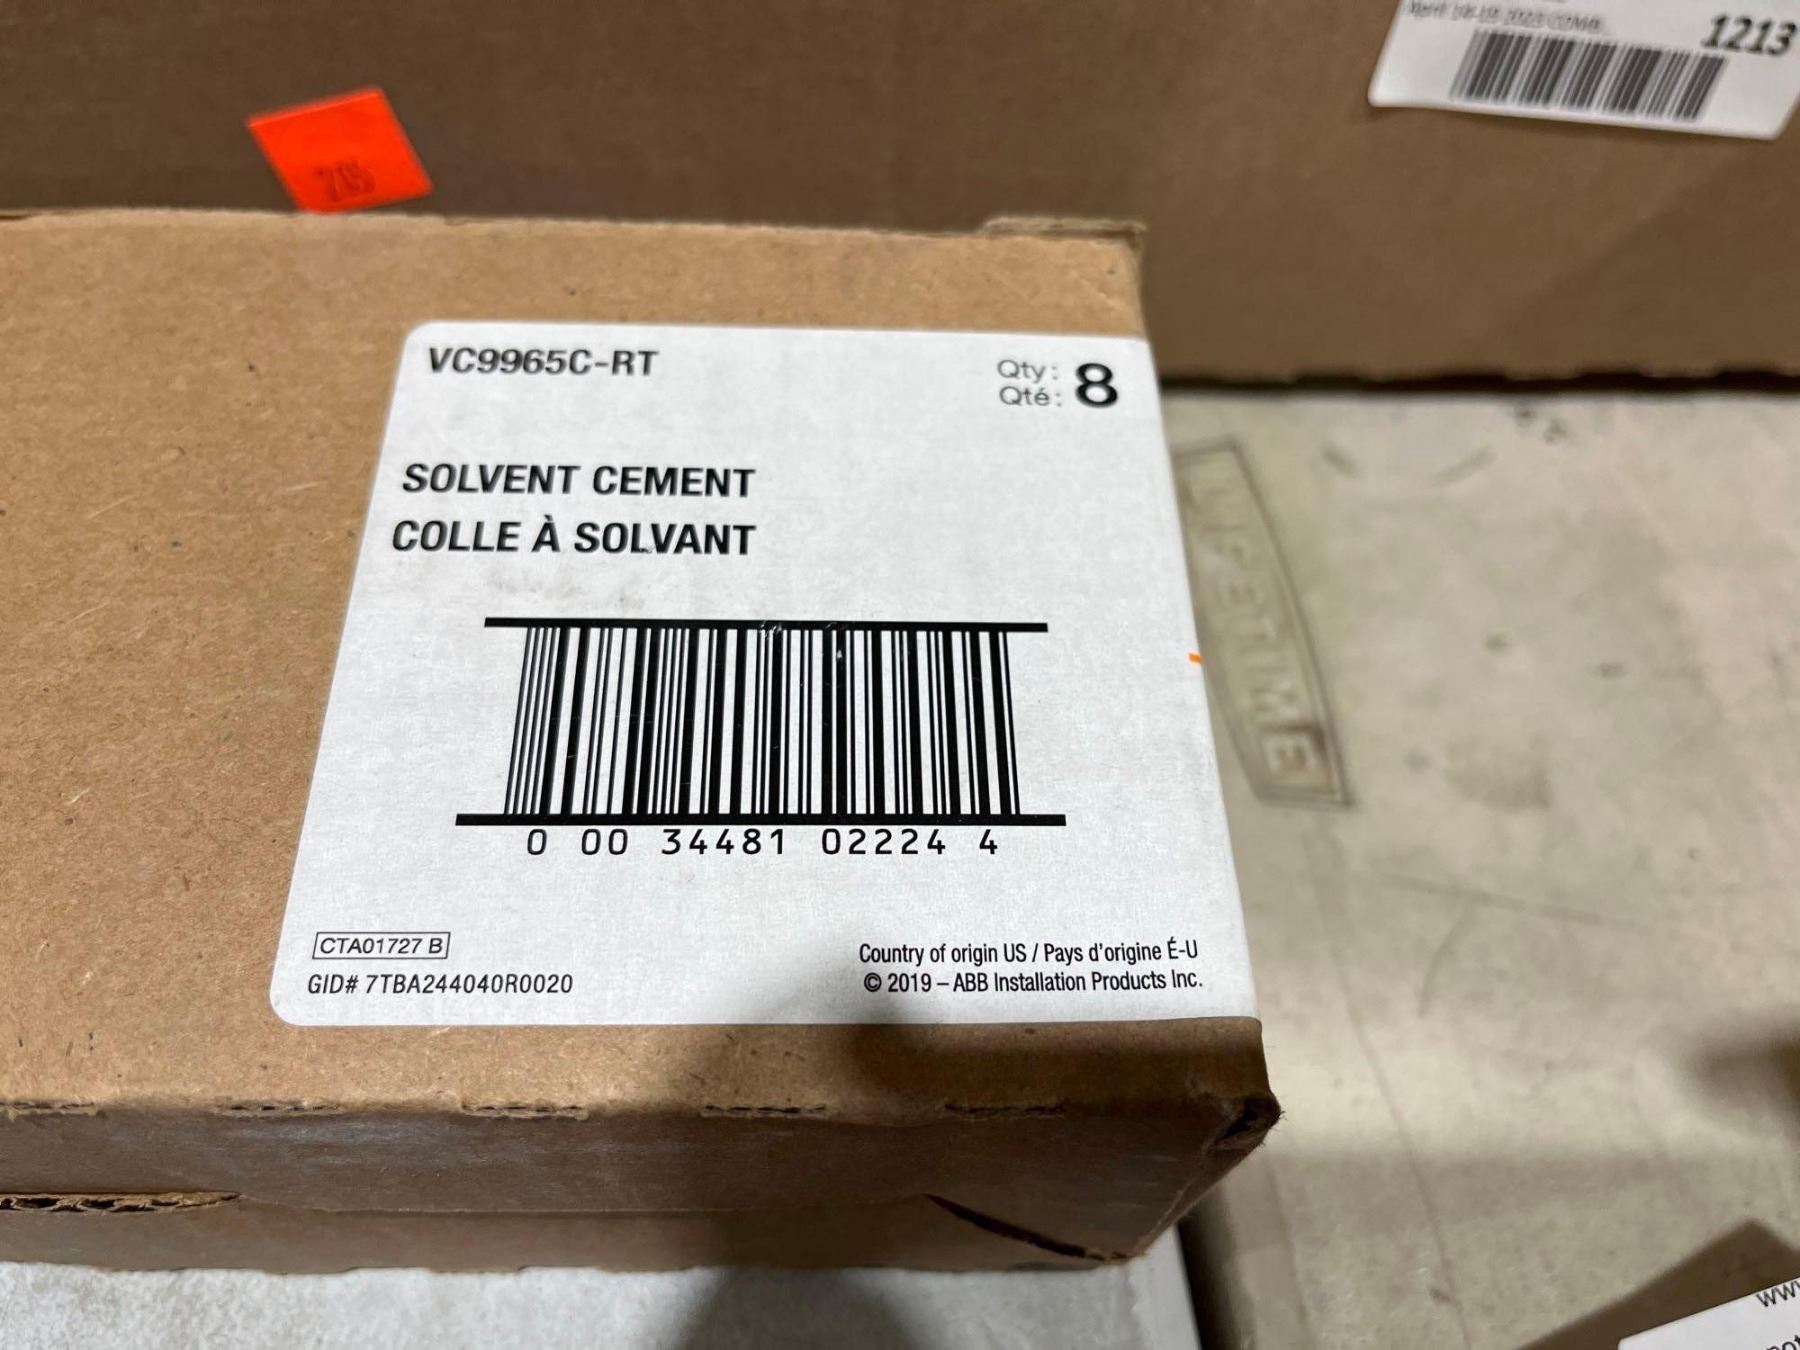 1213
VC9965C-RT
Qty: 8
Qté:
SOLVENT CEMENT
COLLE À SOLVANT
0 00 34481 02224 4
CTA01727 B
GID# 7TBA244040R0020
Country of origin US / Pays d'origine É-U
© 2019 – ABB Installation Products Inc.
LIFETIME